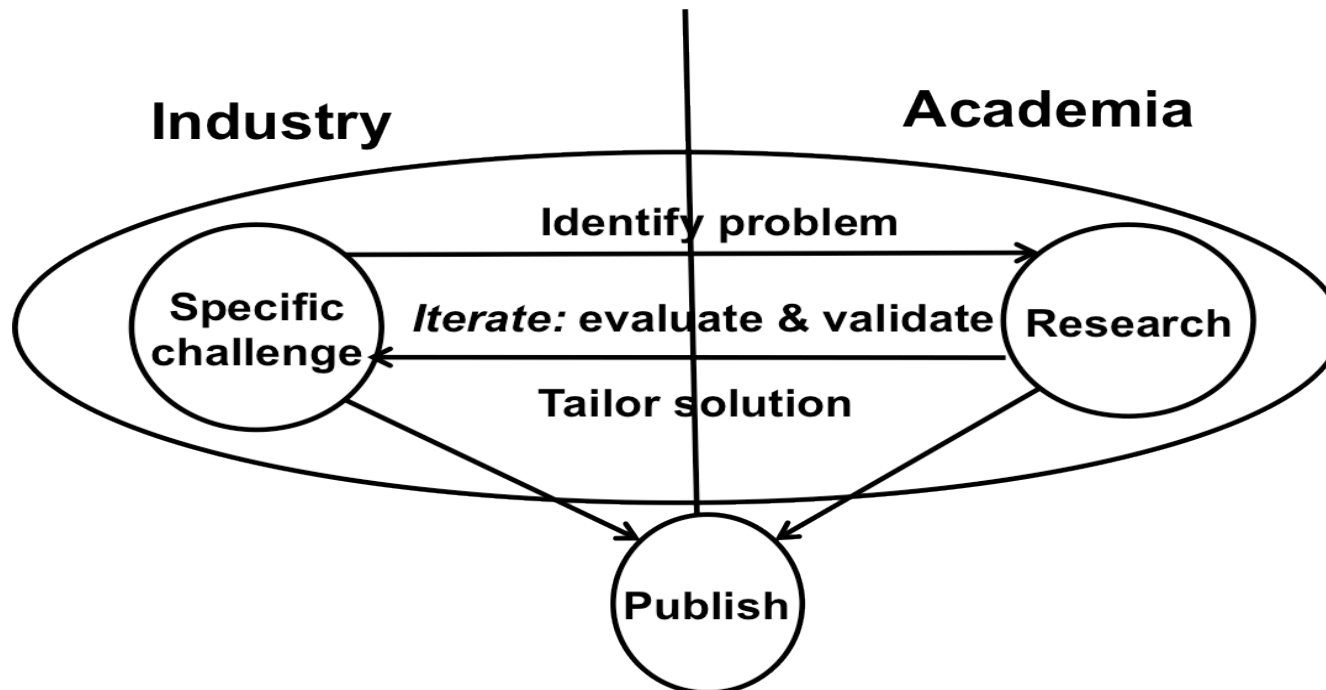 Industry
Academia
Identify problem
Specific
challenge
Iterate: evaluate & validate
Research
Tailor solution
Publish